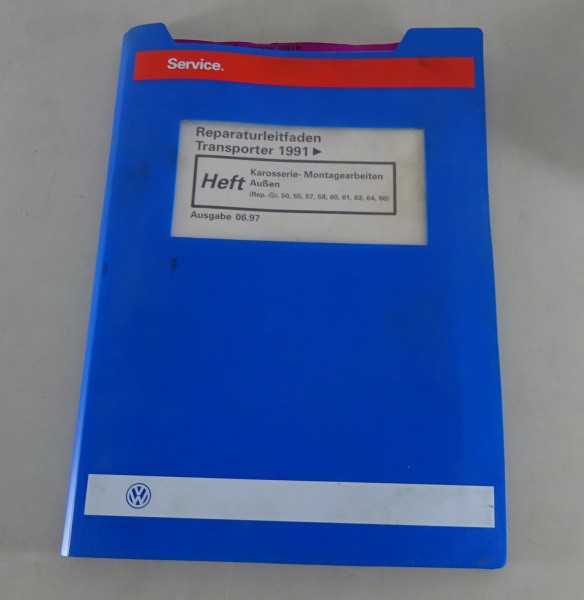 Service.
Reparaturleitfaden
Transporter 1991 ►
Heft
Karosserie- Montagearbeiten
Außen
(Rep.-Gr. 50, 55, 57, 58, 60, 61, 63, 64, 66)
Ausgabe 06.97